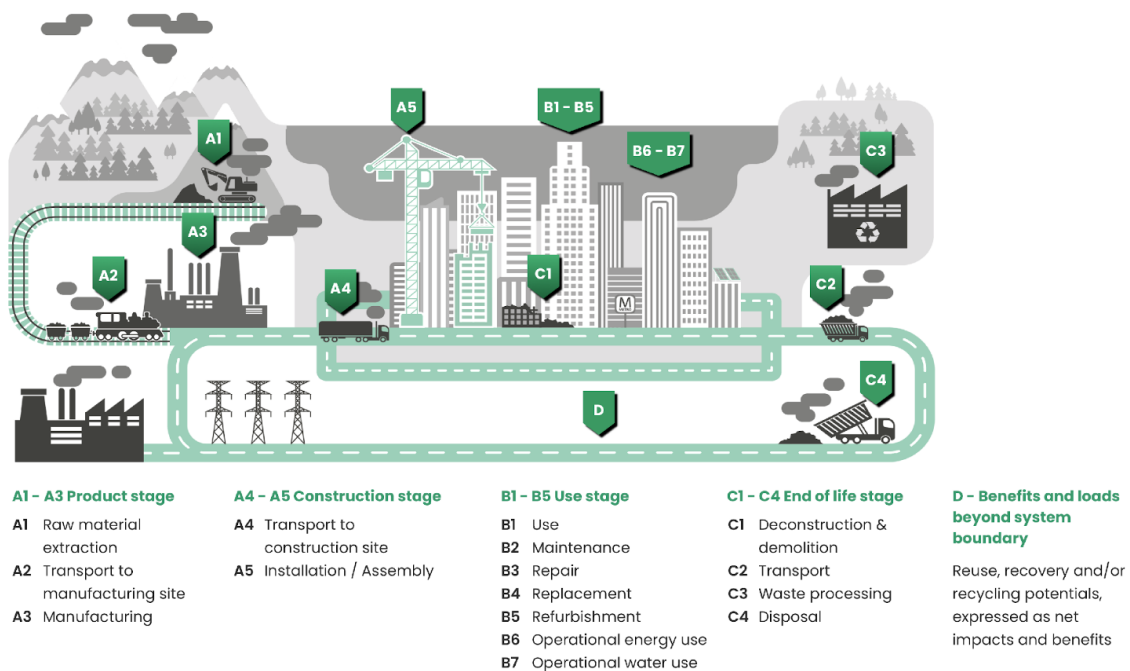 A1
A5
B1 - B5
B6 - B7
C3
A3
A2
A4
C1
M
C2
D
C4
A1 - A3 Product stage
A1 Raw material
extraction
A2 Transport to
manufacturing site
A3 Manufacturing
A4 - A5 Construction stage
A4 Transport to
construction site
A5 Installation / Assembly
B1 - B5 Use stage
B1 Use
B2 Maintenance
B3 Repair
B4 Replacement
B5 Refurbishment
B6 Operational energy use
B7 Operational water use
C1 - C4 End of life stage
C1 Deconstruction &
demolition
C2 Transport
C3 Waste processing
C4 Disposal
D - Benefits and loads
beyond system
boundary
Reuse, recovery and/or
recycling potentials,
expressed as net
impacts and benefits